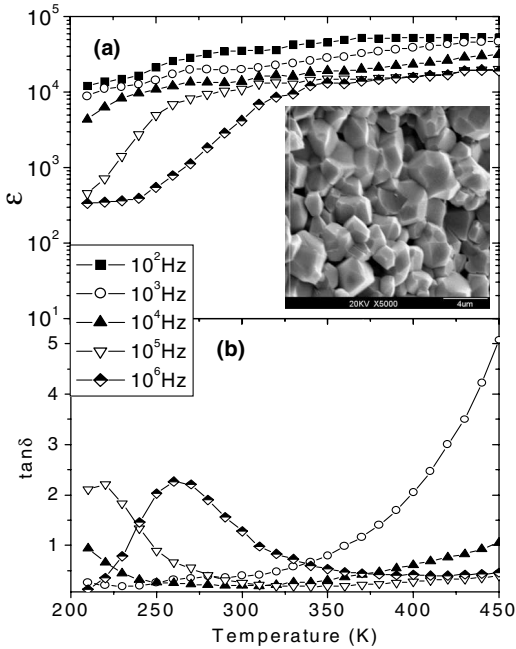 10^5
(a)
10^4
10^3
ε
10^2
20KV X5000 4μm
10^1
10^2Hz
10^3Hz
10^4Hz
10^5Hz
10^6Hz
(b)
5
4
3
tanδ
2
1
200 250 300 350 400 450
Temperature (K)